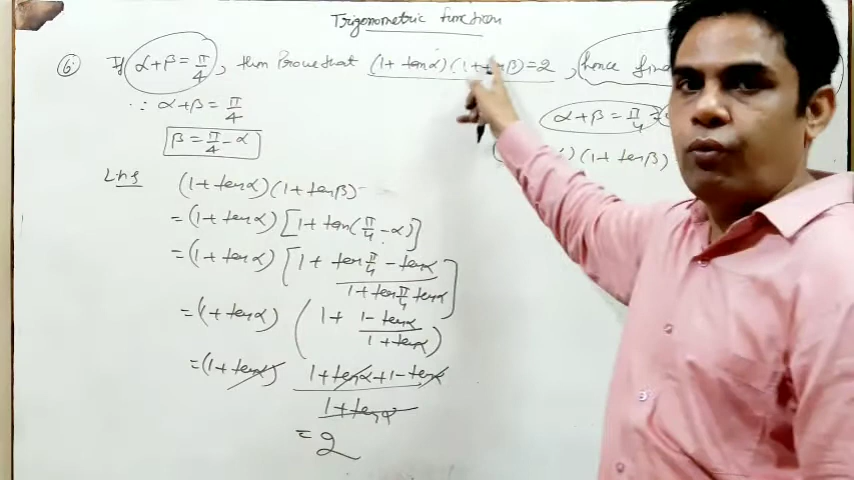 Trigonometric function
⑥ If α+β = π/4, then Prove that (1+tanα)(1+tanβ)=2, hence find
∵ α+β = π/4
β = π/4 - α
α+β = π/4
(1 + tanβ)
Lhs (1+tanα)(1+tanβ)
= (1+tanα) [1+tan(π/4 - α)]
= (1+tanα) [1 + (tan π/4 - tanα)/(1+tan π/4 tanα)]
= (1+tanα) (1 + (1-tanα)/(1+tanα))
= (1+tanα) (1+tanα+1-tanα)/(1+tanα)
= 2